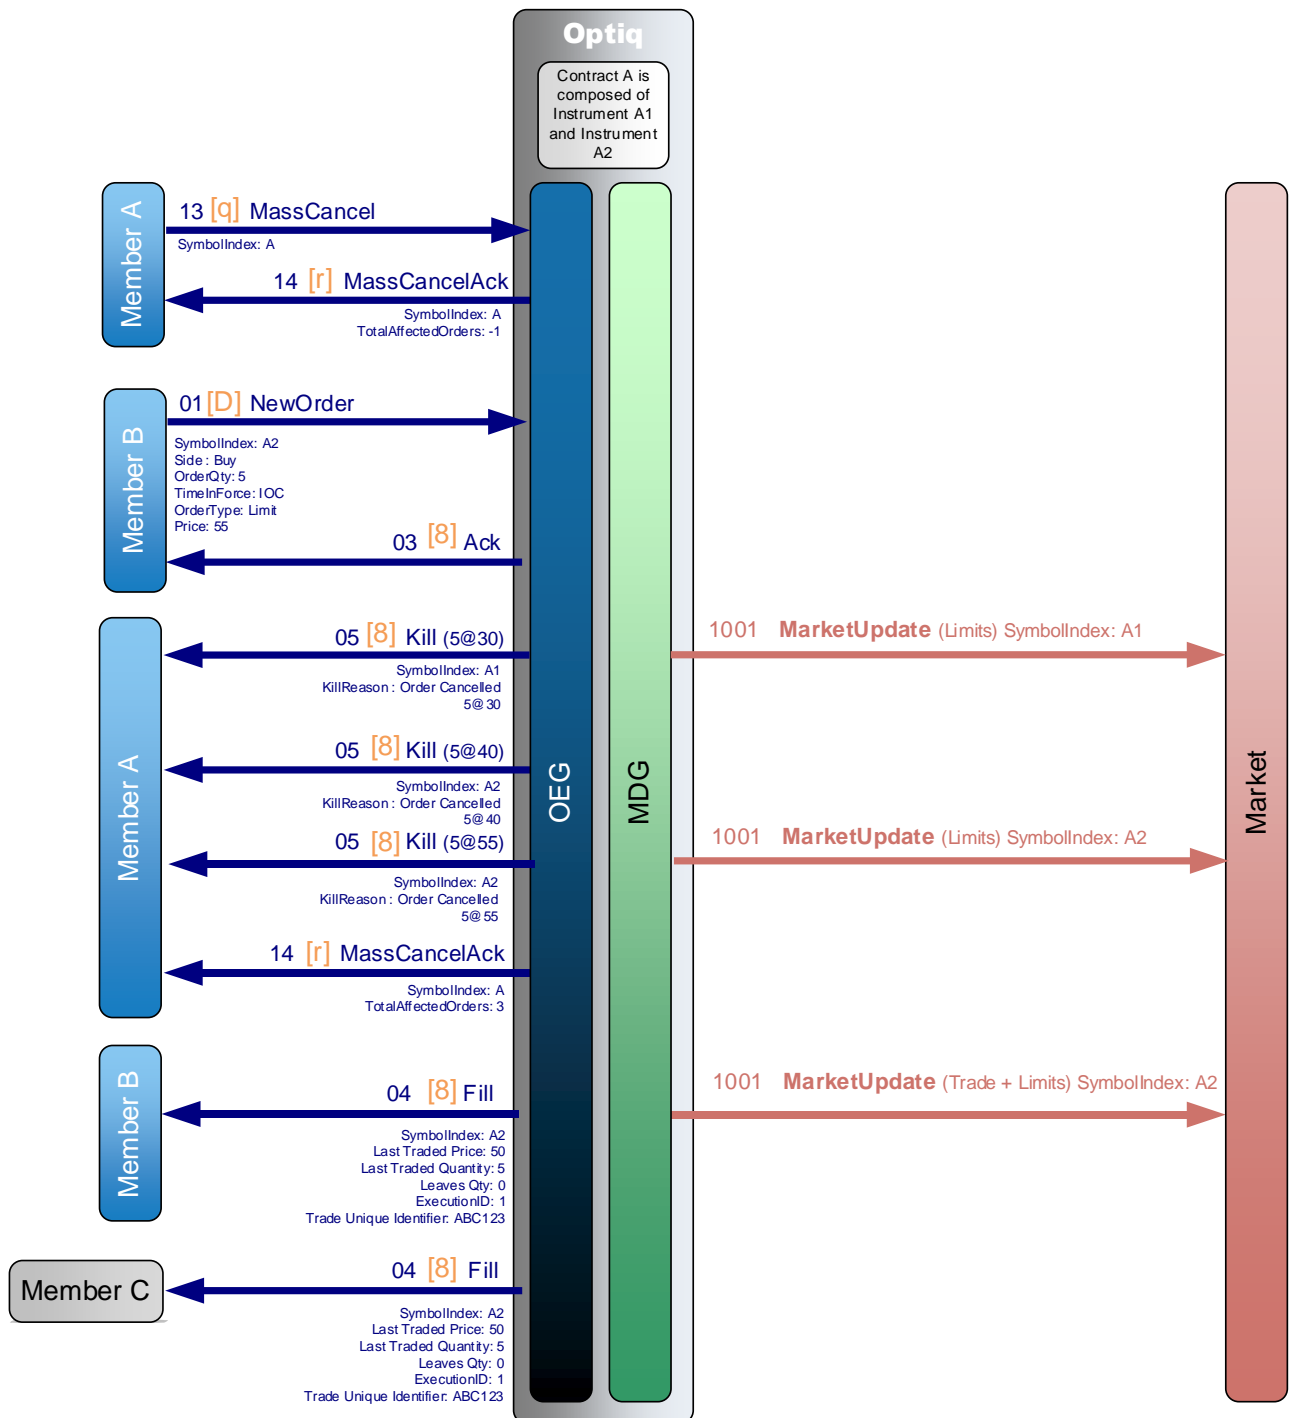 Optiq
Contract A is
composed of
Instrument A1
and Instrument
A2
Member A
13 [q] MassCancel
SymbolIndex: A
14 [r] MassCancelAck
SymbolIndex: A
TotalAffectedOrders: -1
Member B
01 [D] NewOrder
SymbolIndex: A2
Side : Buy
OrderQty: 5
TimeInForce: IOC
OrderType: Limit
Price: 55
03 [8] Ack
Member A
05 [8] Kill (5@30)
SymbolIndex: A1
KillReason : Order Cancelled
5@30
1001 MarketUpdate (Limits) SymbolIndex: A1
05 [8] Kill (5@40)
SymbolIndex: A2
KillReason : Order Cancelled
5@40
OEG
MDG
Market
05 [8] Kill (5@55)
SymbolIndex: A2
KillReason : Order Cancelled
5@55
1001 MarketUpdate (Limits) SymbolIndex: A2
14 [r] MassCancelAck
SymbolIndex: A
TotalAffectedOrders: 3
Member B
04 [8] Fill
SymbolIndex: A2
Last Traded Price: 50
Last Traded Quantity: 5
Leaves Qty: 0
ExecutionID: 1
Trade Unique Identifier: ABC123
1001 MarketUpdate (Trade + Limits) SymbolIndex: A2
Member C
04 [8] Fill
SymbolIndex: A2
Last Traded Price: 50
Last Traded Quantity: 5
Leaves Qty: 0
ExecutionID: 1
Trade Unique Identifier: ABC123